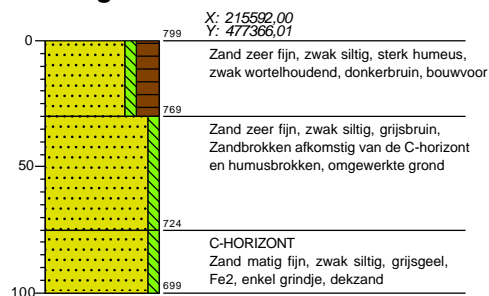 X: 215592,00
Y: 477366,01
0
799
Zand zeer fijn, zwak siltig, sterk humeus,
zwak wortelhoudend, donkerbruin, bouwvoor
769
Zand zeer fijn, zwak siltig, grijsbruin,
Zandbrokken afkomstig van de C-horizont
en humusbrokken, omgewerkte grond
50
724
C-HORIZONT
Zand matig fijn, zwak siltig, grijsgeel,
Fe2, enkel grindje, dekzand
100
699